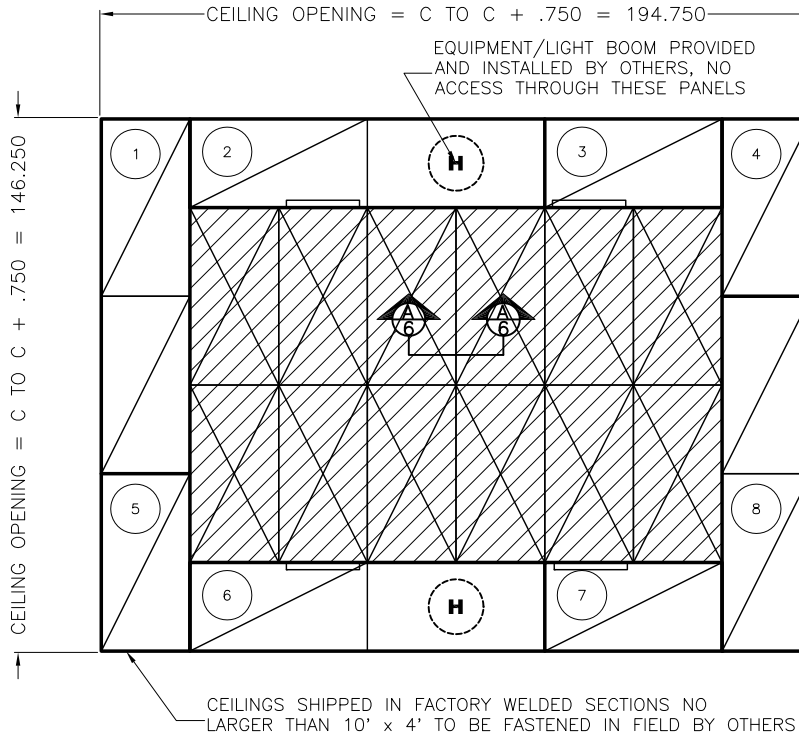 CEILING OPENING = C TO C + .750 = 194.750
EQUIPMENT/LIGHT BOOM PROVIDED
AND INSTALLED BY OTHERS, NO
ACCESS THROUGH THESE PANELS
CEILING OPENING = C TO C + .750 = 146.250
1
2
H
3
4
A
6
A
6
5
8
6
H
7
CEILINGS SHIPPED IN FACTORY WELDED SECTIONS NO
LARGER THAN 10' x 4' TO BE FASTENED IN FIELD BY OTHERS